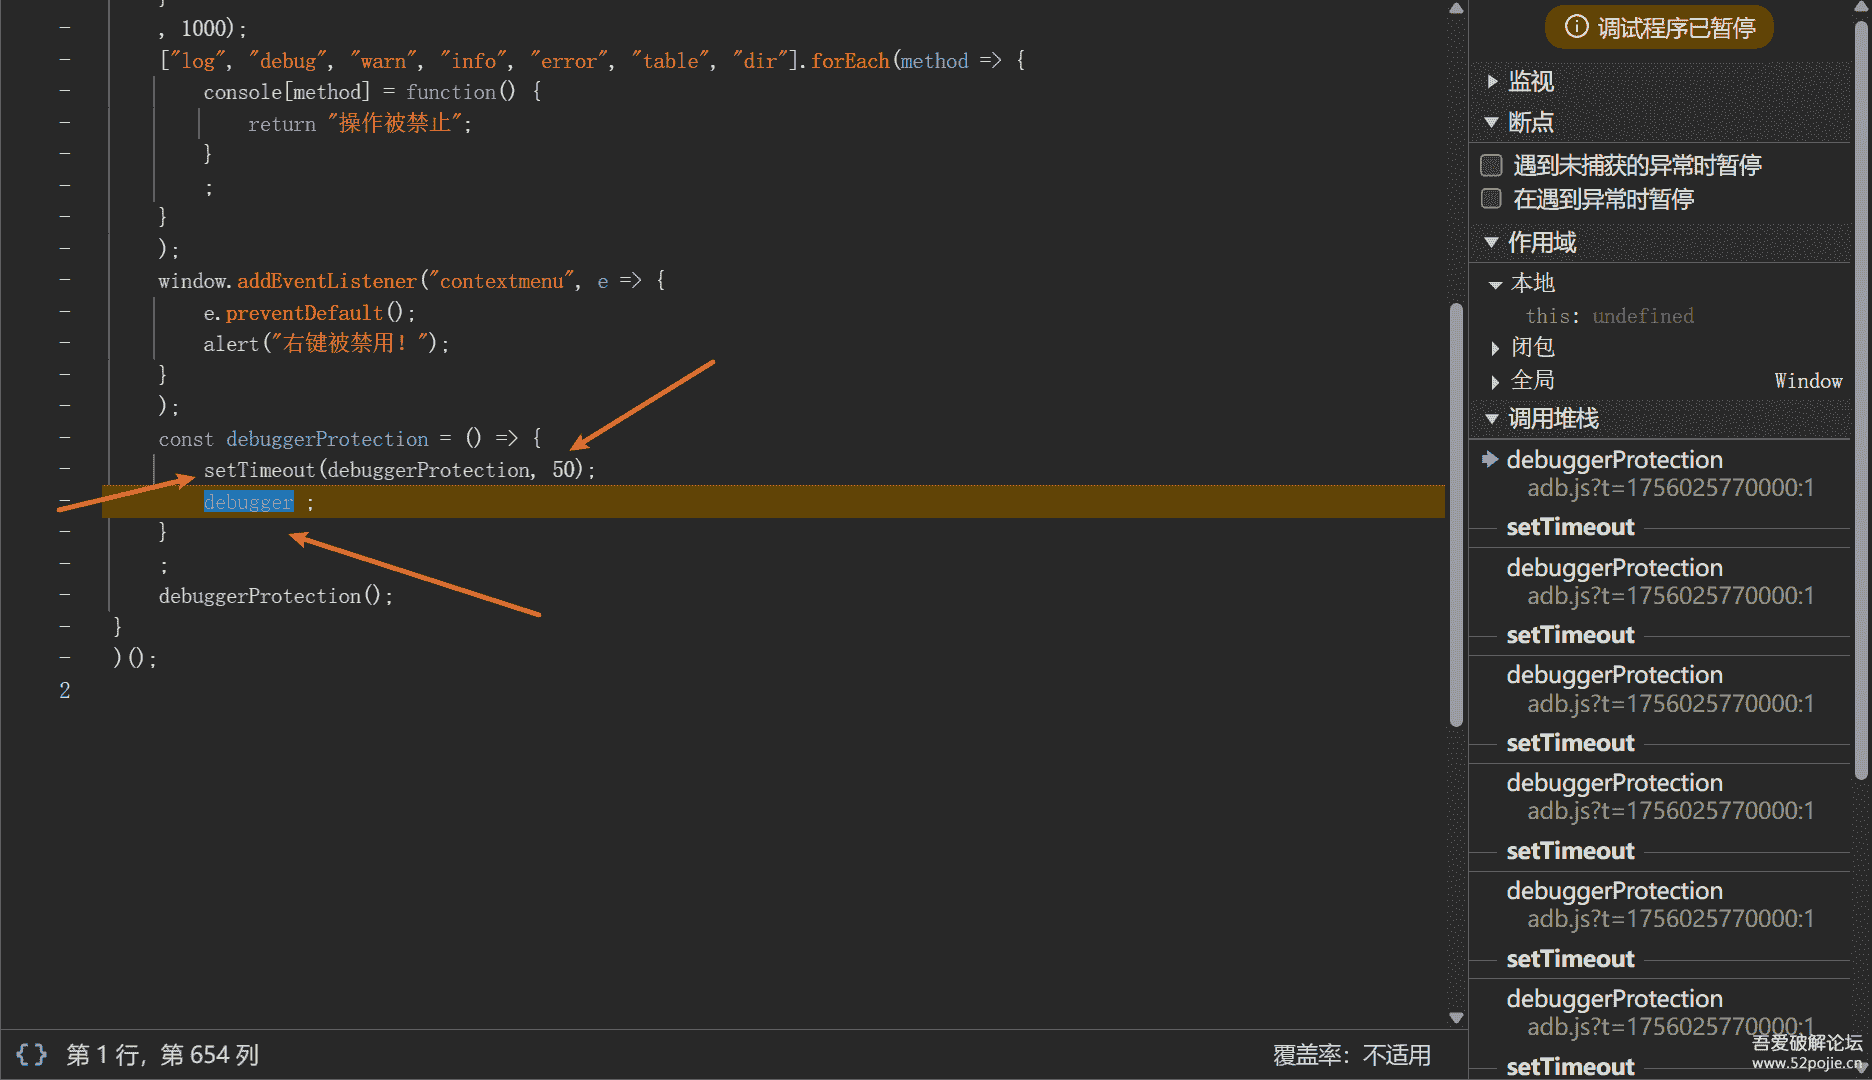 }
, 1000);
["log", "debug", "warn", "info", "error", "table", "dir"].forEach(method => {
console[method] = function() {
return "操作被禁止";
}
;
}
);
window.addEventListener("contextmenu", e => {
e.preventDefault();
alert("右键被禁用！");
}
);
const debuggerProtection = () => {
setTimeout(debuggerProtection, 50);
debugger ;
}
;
debuggerProtection();
}
)();
2
{} 第 1 行，第 654 列
覆盖率：不适用
调试程序已暂停
监视
断点
遇到未捕获的异常时暂停
在遇到异常时暂停
作用域
本地
this: undefined
闭包
全局 Window
调用堆栈
debuggerProtection
adb.js?t=1756025770000:1
setTimeout
debuggerProtection
adb.js?t=1756025770000:1
setTimeout
debuggerProtection
adb.js?t=1756025770000:1
setTimeout
debuggerProtection
adb.js?t=1756025770000:1
setTimeout
debuggerProtection
adb.js?t=1756025770000:1
setTimeout
debuggerProtection
adb.js?t=1756025770000:1
setTimeout
吾爱破解论坛
www.52pojie.cn